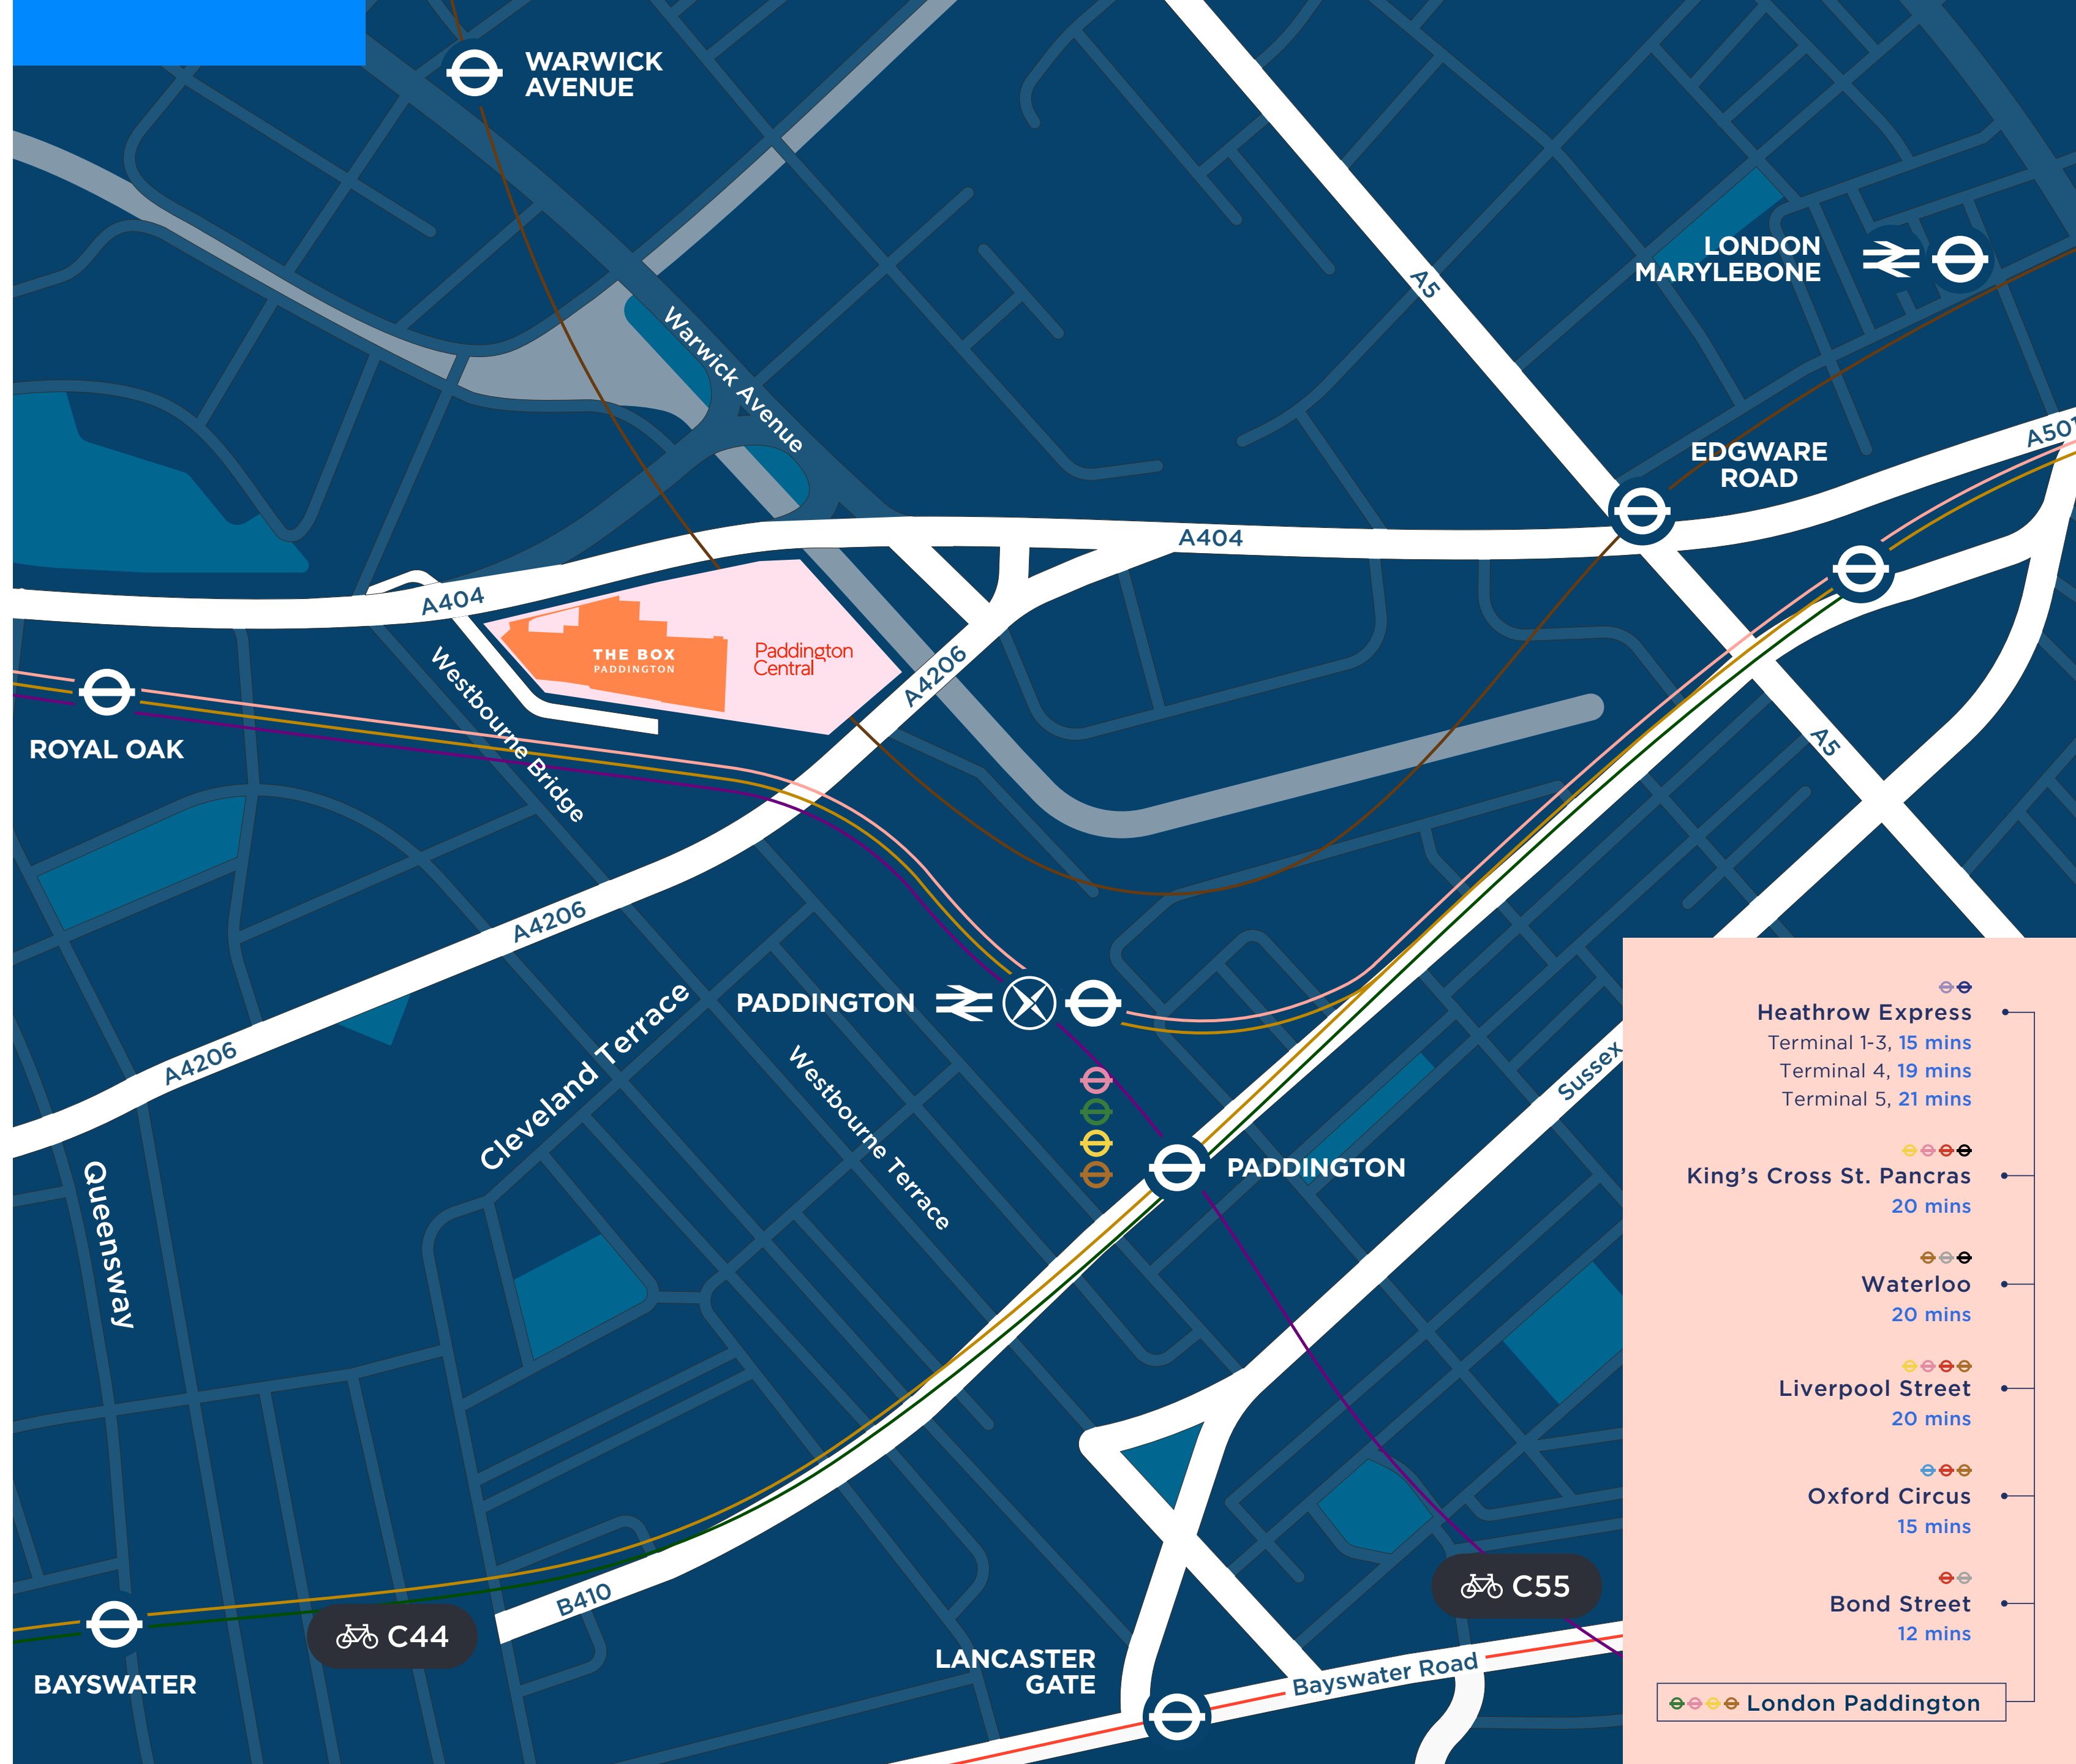 WARWICK
AVENUE
LONDON
MARYLEBONE
A5
Warwick Avenue
A501
EDGWARE
ROAD
A404
A404
THE BOX
PADDINGTON
Paddington
Central
A4206
Westbourne Bridge
ROYAL OAK
A5
A4206
PADDINGTON
Cleveland Terrace
A4206
Westbourne Terrace
Sussex
PADDINGTON
Queensway
B410
C44
C55
BAYSWATER
LANCASTER
GATE
Bayswater Road
Heathrow Express
Terminal 1-3, 15 mins
Terminal 4, 19 mins
Terminal 5, 21 mins
King's Cross St. Pancras
20 mins
Waterloo
20 mins
Liverpool Street
20 mins
Oxford Circus
15 mins
Bond Street
12 mins
London Paddington